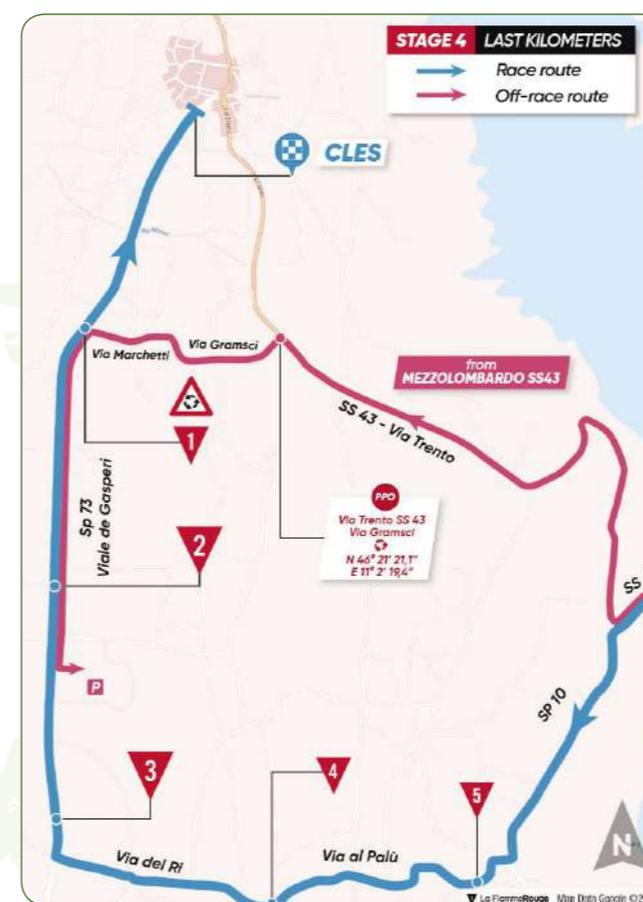 STAGE 4 LAST KILOMETERS
Race route
Off-race route
CLES
Via Marchetti
Via Gramsci
from
MEZZOLOMBARDO SS43
SS 43 - Via Trento
1
Sp 73
Viale de Gasperi
2
PPO
Via Trento SS 43
Via Gramsci
N 46° 21' 21,1"
E 11° 2' 19,4"
SS
P
SP 10
3
4
5
Via del Ri
Via al Palù
N
La FlammeRouge Map Data Google ©2